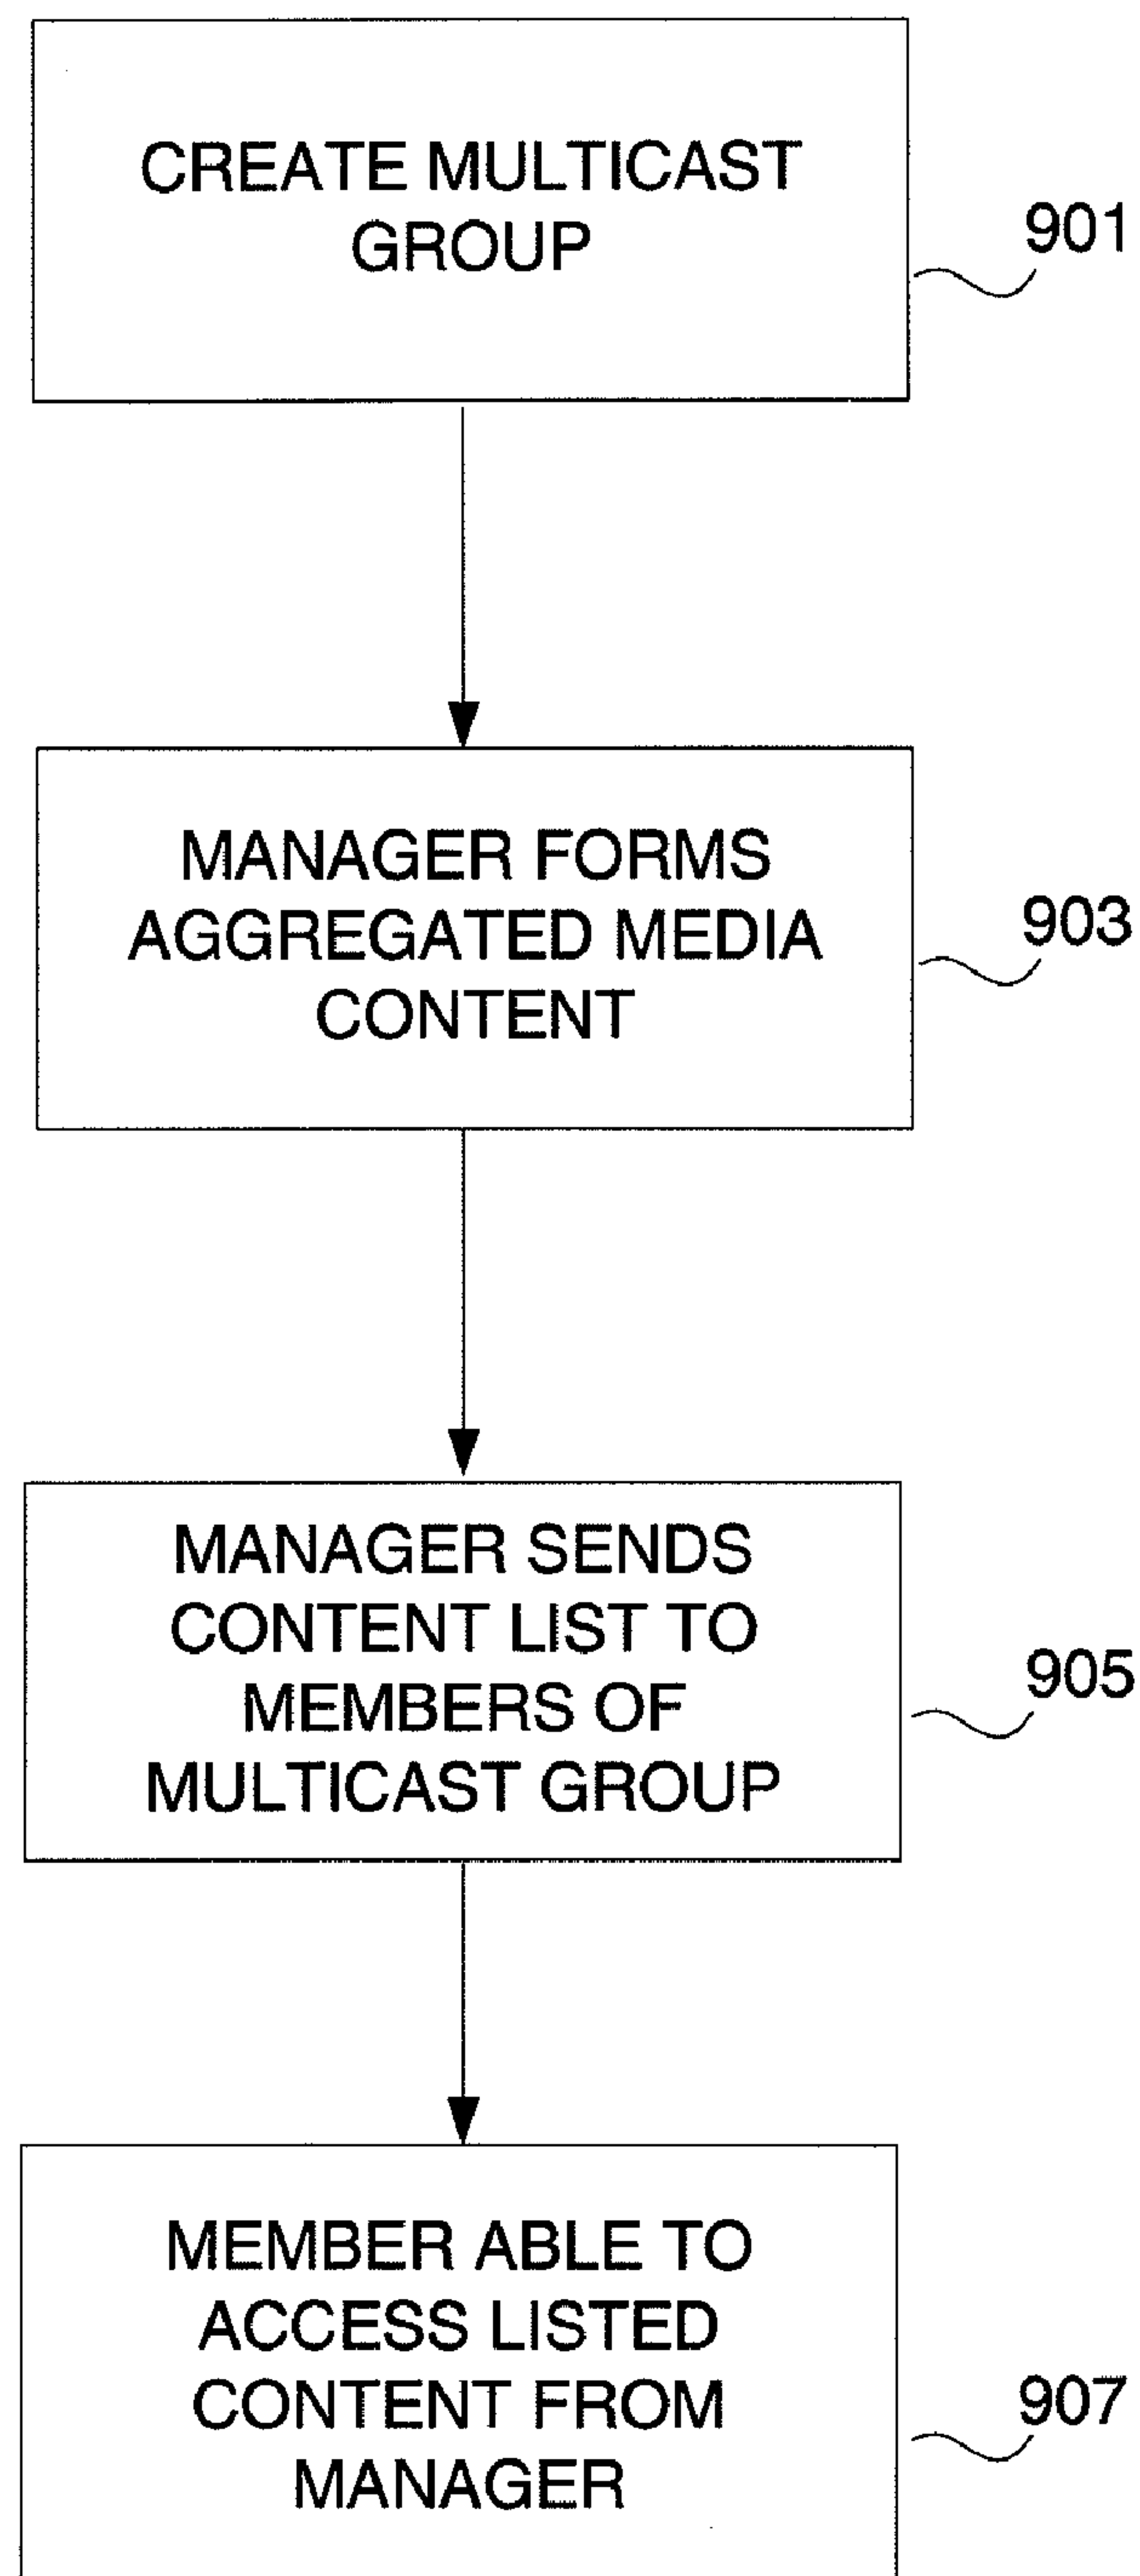 CREATE MULTICAST
GROUP
901
MANAGER FORMS
AGGREGATED MEDIA
CONTENT
903
MANAGER SENDS
CONTENT LIST TO
MEMBERS OF
MULTICAST GROUP
905
MEMBER ABLE TO
ACCESS LISTED
CONTENT FROM
MANAGER
907